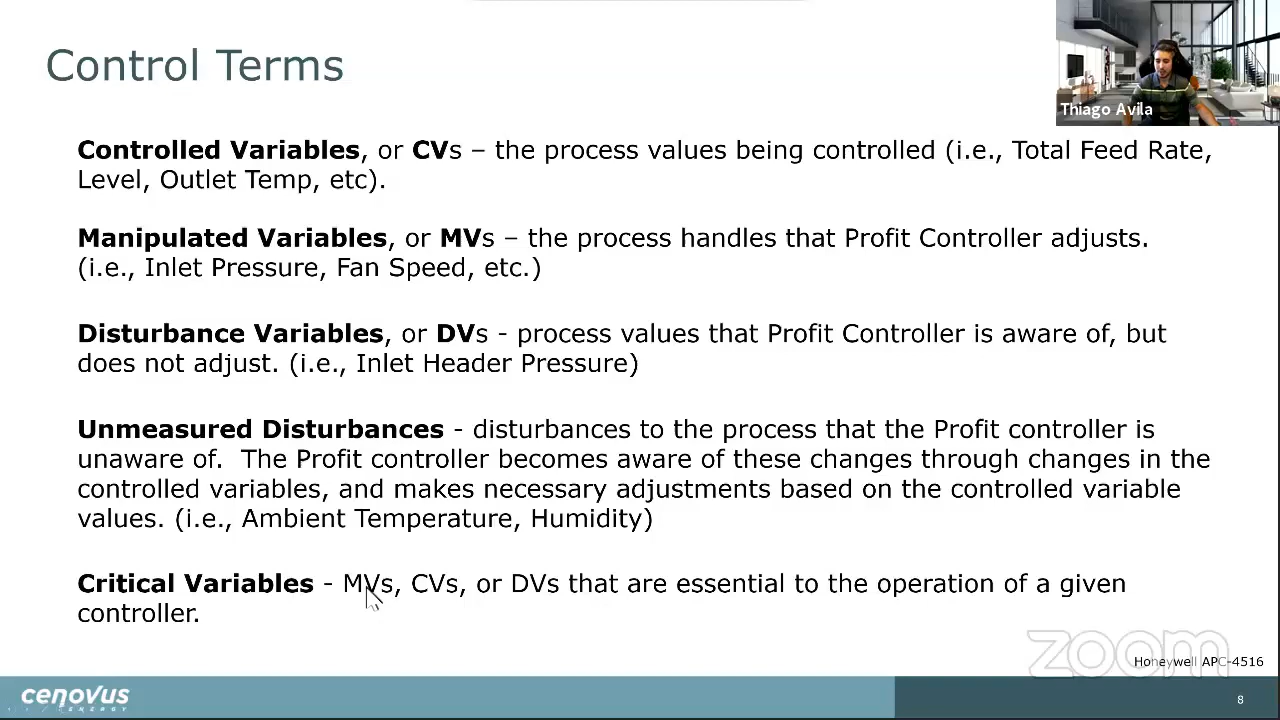 Control Terms
Thiago Avila
Controlled Variables, or CVs – the process values being controlled (i.e., Total Feed Rate,
Level, Outlet Temp, etc).
Manipulated Variables, or MVs – the process handles that Profit Controller adjusts.
(i.e., Inlet Pressure, Fan Speed, etc.)
Disturbance Variables, or DVs - process values that Profit Controller is aware of, but
does not adjust. (i.e., Inlet Header Pressure)
Unmeasured Disturbances - disturbances to the process that the Profit controller is
unaware of.  The Profit controller becomes aware of these changes through changes in the
controlled variables, and makes necessary adjustments based on the controlled variable
values. (i.e., Ambient Temperature, Humidity)
Critical Variables - MVs, CVs, or DVs that are essential to the operation of a given
controller.
zoom
Honeywell APC-4516
cenovus
ENERGY
8